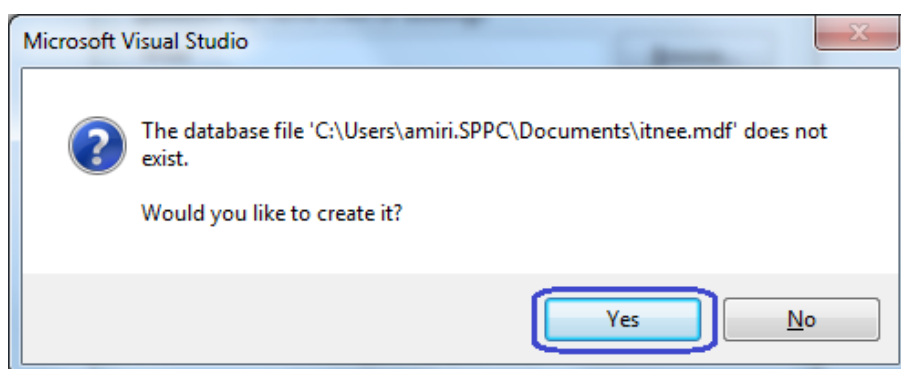 Microsoft Visual Studio
The database file 'C:\Users\amiri.SPPC\Documents\itnee.mdf' does not
exist.
Would you like to create it?
Yes
No